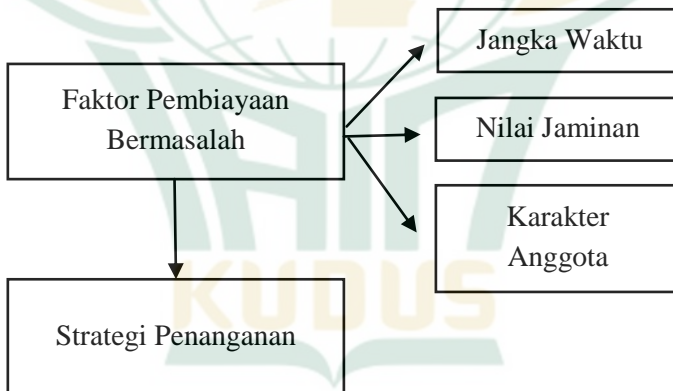 Faktor Pembiayaan
Bermasalah
Jangka Waktu
Nilai Jaminan
Karakter
Anggota
Strategi Penanganan
KUDUS